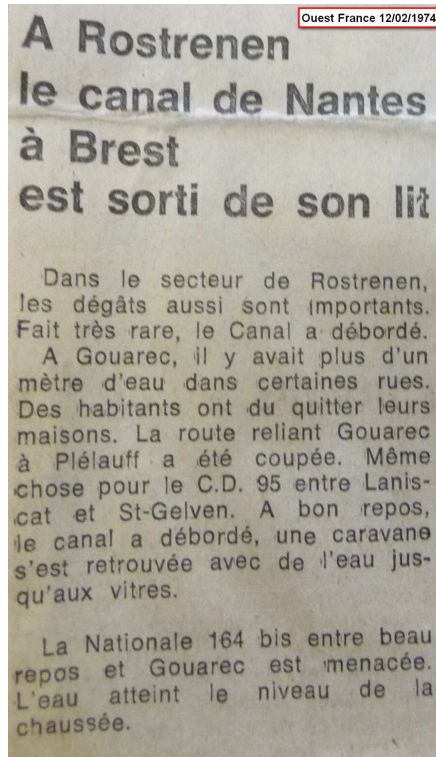 Ouest France 12/02/1974
A Rostrenen
le canal de Nantes
à Brest
est sorti de son lit
Dans le secteur de Rostrenen,
les dégâts aussi sont importants.
Fait très rare, le Canal a débordé.
A Gouarec, il y avait plus d'un
mètre d'eau dans certaines rues.
Des habitants ont du quitter leurs
maisons. La route reliant Gouarec
à Plélauff a été coupée. Même
chose pour le C.D. 95 entre Lanis-
cat et St-Gelven. A bon repos,
le canal a débordé, une caravane
s'est retrouvée avec de l'eau jus-
qu'aux vitres.
La Nationale 164 bis entre beau
repos et Gouarec est menacée.
L'eau atteint le niveau de la
chaussée.